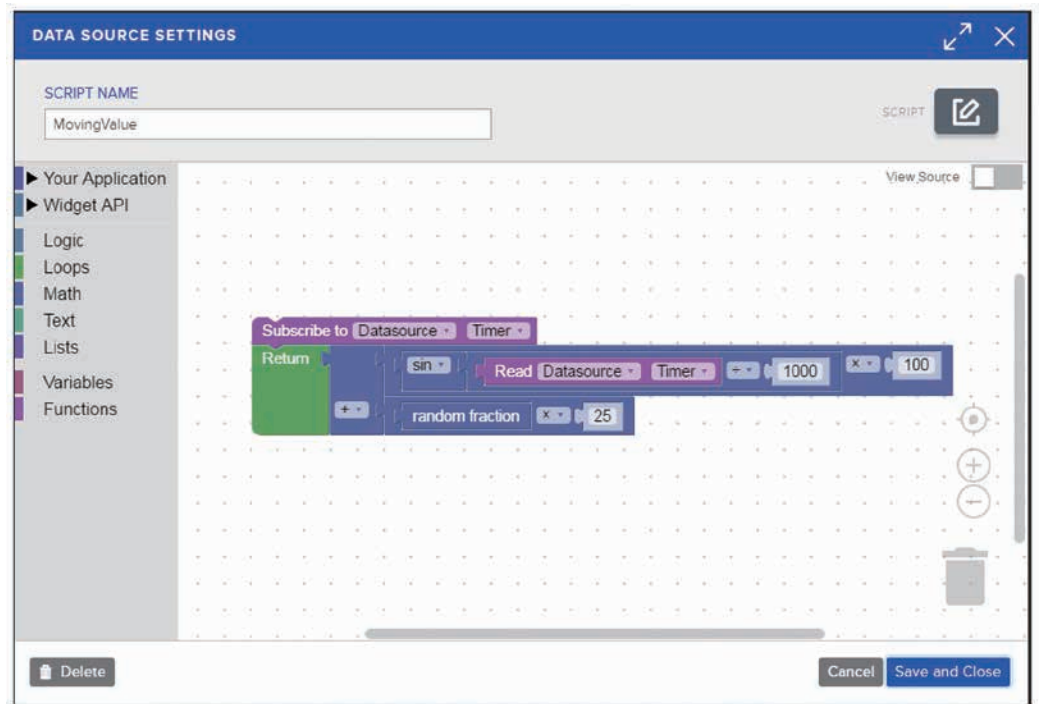 DATA SOURCE SETTINGS
SCRIPT NAME
MovingValue
SCRIPT
Your Application
Widget API
Logic
Loops
Math
Text
Lists
Variables
Functions
View Source
Subscribe to Datasource Timer
Return sin Read Datasource Timer ÷ 1000 × 100
+ random fraction × 25
Delete
Cancel Save and Close